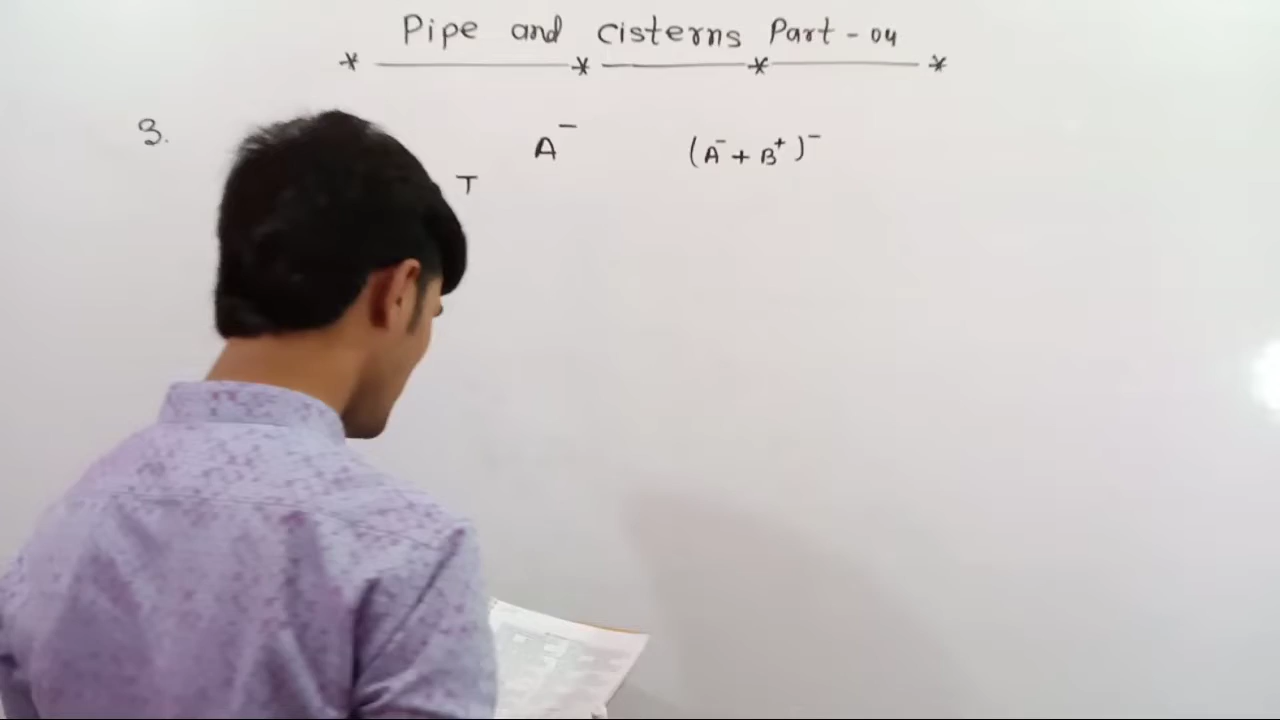 Pipe and cisterns Part - 04
* * * *
3. A⁻ (A⁻ + B⁺)⁻
T